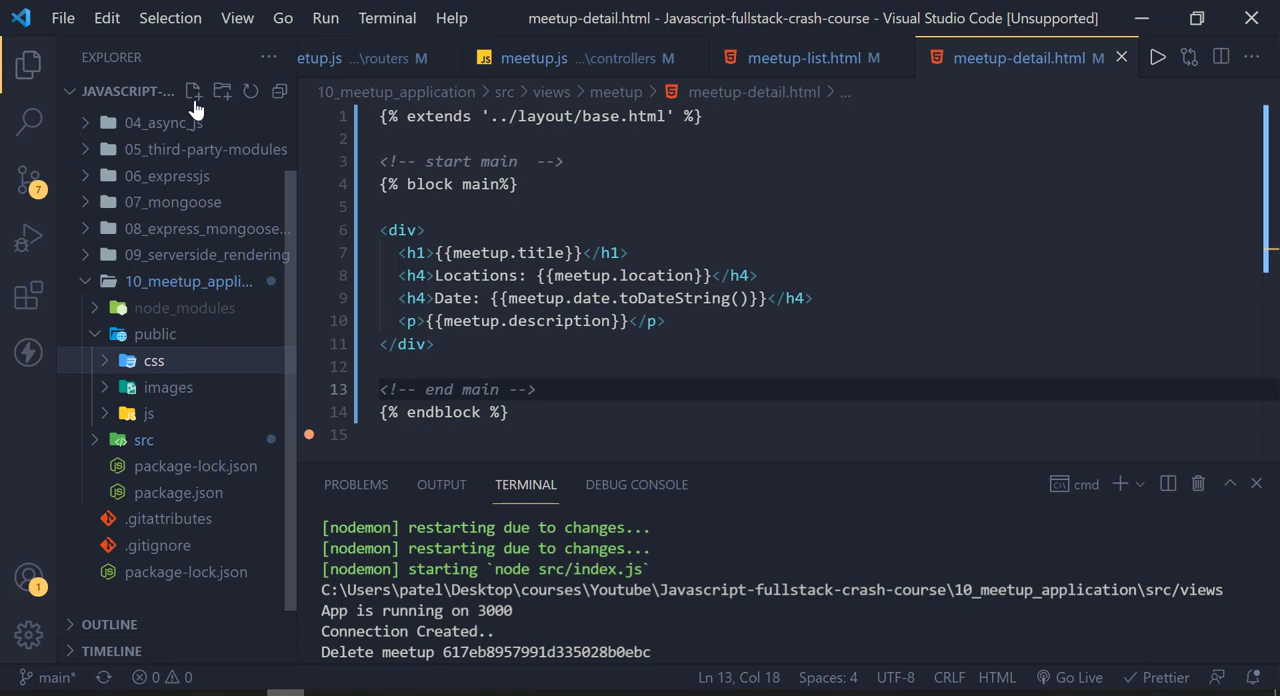 File Edit Selection View Go Run Terminal Help meetup-detail.html - Javascript-fullstack-crash-course - Visual Studio Code [Unsupported]
EXPLORER
etup.js ...\routers M meetup.js ...\controllers M meetup-list.html M meetup-detail.html M
JAVASCRIPT-...
10_meetup_application > src > views > meetup > meetup-detail.html > ...
04_async_js
05_third-party-modules
06_expressjs
07_mongoose
08_express_mongoose...
09_serverside_rendering
10_meetup_appli...
node_modules
public
css
images
js
src
package-lock.json
package.json
.gitattributes
.gitignore
package-lock.json
OUTLINE
TIMELINE
7
1
1 {% extends '../layout/base.html' %}
2
3 <!-- start main -->
4 {% block main%}
5
6 <div>
7 <h1>{{meetup.title}}</h1>
8 <h4>Locations: {{meetup.location}}</h4>
9 <h4>Date: {{meetup.date.toDateString()}}</h4>
10 <p>{{meetup.description}}</p>
11 </div>
12
13 <!-- end main -->
14 {% endblock %}
15
PROBLEMS OUTPUT TERMINAL DEBUG CONSOLE cmd
[nodemon] restarting due to changes...
[nodemon] restarting due to changes...
[nodemon] starting `node src/index.js`
C:\Users\patel\Desktop\courses\Youtube\Javascript-fullstack-crash-course\10_meetup_application\src/views
App is running on 3000
Connection Created..
Delete meetup 617eb8957991d335028b0ebc
main* 0 0 Ln 13, Col 18 Spaces: 4 UTF-8 CRLF HTML Go Live Prettier